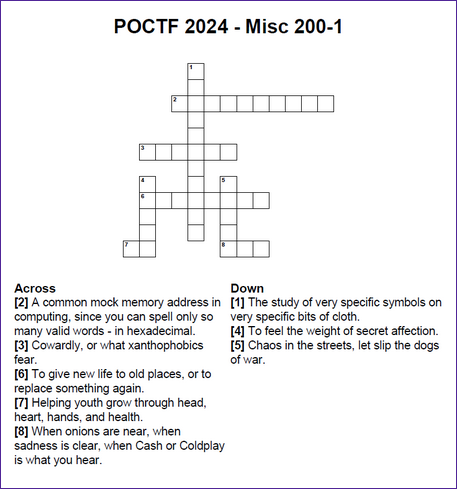 POCTF 2024 - Misc 200-1
1
2
3
4
5
6
7
8
Across
[2] A common mock memory address in
computing, since you can spell only so
many valid words - in hexadecimal.
[3] Cowardly, or what xanthophobics
fear.
[6] To give new life to old places, or to
replace something again.
[7] Helping youth grow through head,
heart, hands, and health.
[8] When onions are near, when
sadness is clear, when Cash or Coldplay
is what you hear.
Down
[1] The study of very specific symbols on
very specific bits of cloth.
[4] To feel the weight of secret affection.
[5] Chaos in the streets, let slip the dogs
of war.